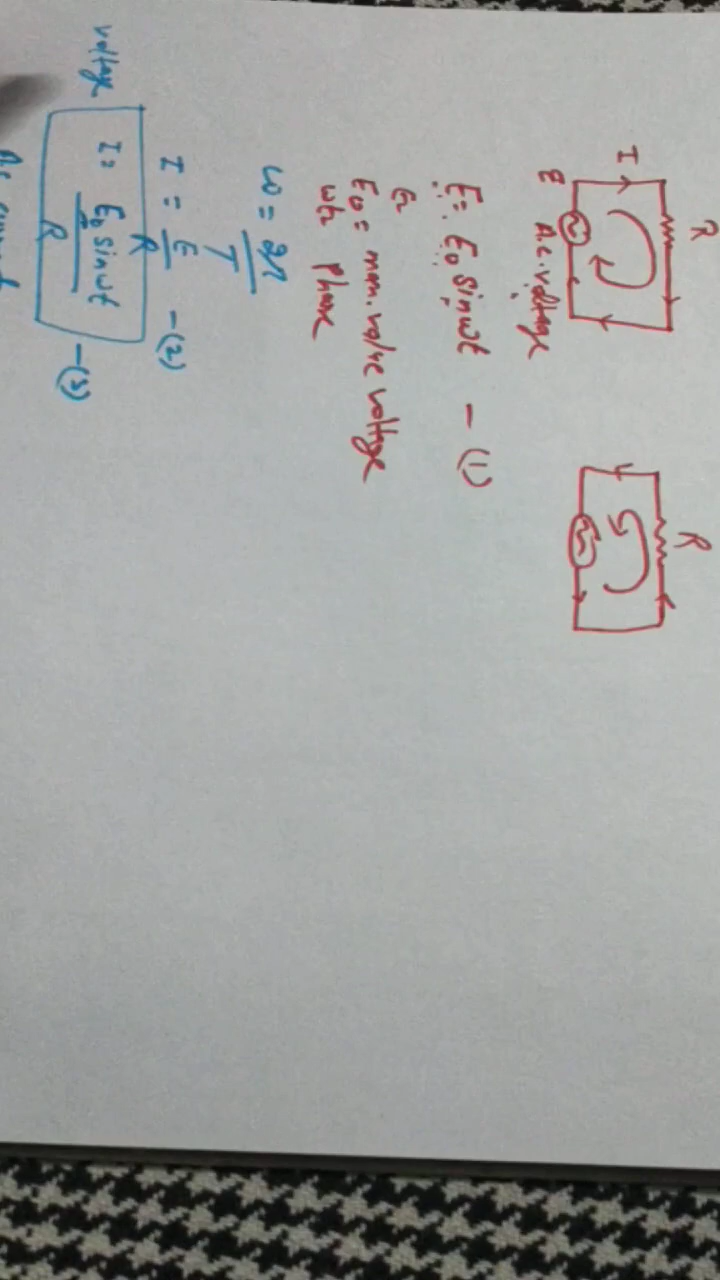 R
I
E
A.C. voltage
R
E = E₀ sin ωt — (1)
E₀ = max. value voltage
ωt = phase
ω = 2π/T
I = E/R — (2)
voltage
I = E₀ sin ωt / R — (3)